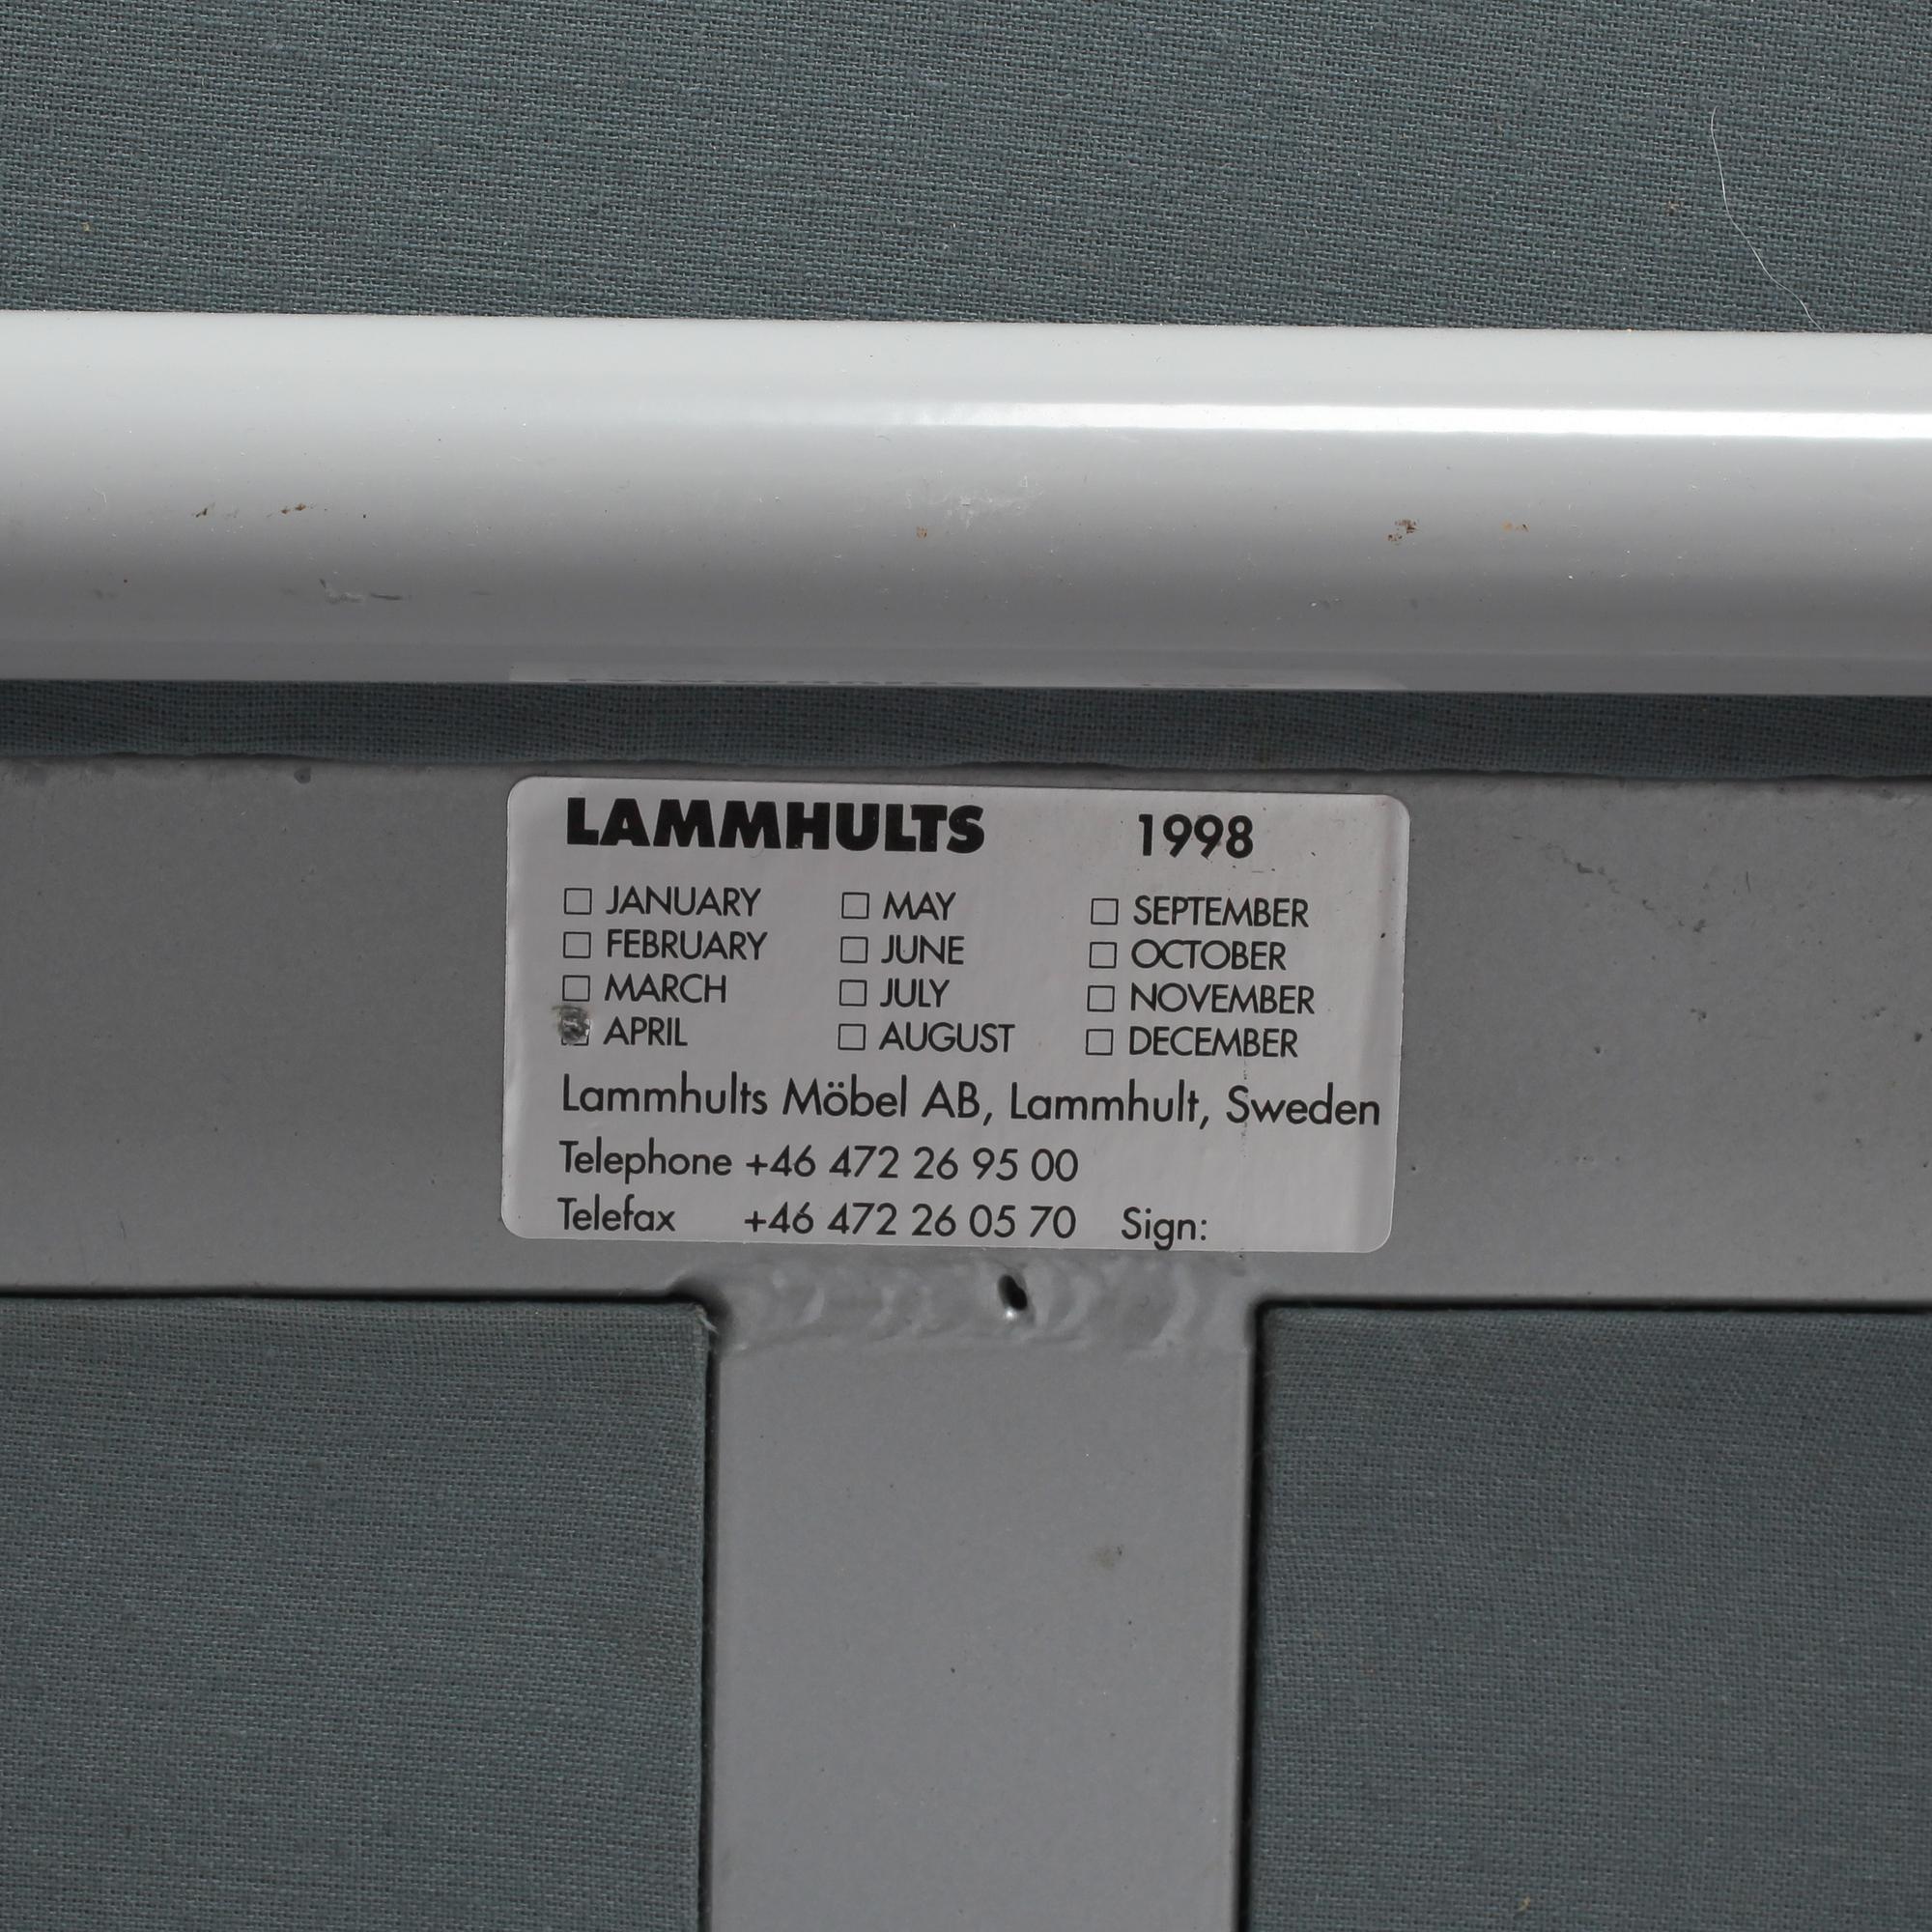 LAMMHULTS 1998
JANUARY MAY SEPTEMBER
FEBRUARY JUNE OCTOBER
MARCH JULY NOVEMBER
APRIL AUGUST DECEMBER
Lammhults Möbel AB, Lammhult, Sweden
Telephone +46 472 26 95 00
Telefax +46 472 26 05 70 Sign: